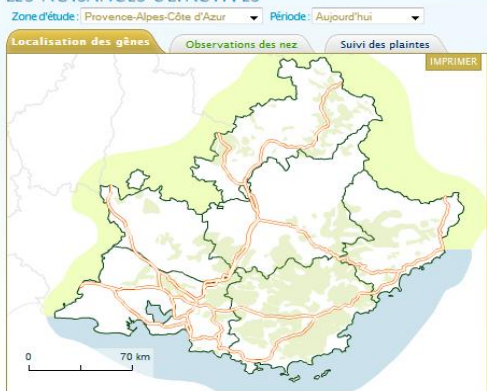 Zone d'étude: Provence-Alpes-Côte d'Azur Période: Aujourd'hui
Localisation des gênes Observations des nez Suivi des plaintes
IMPRIMER
0 70 km